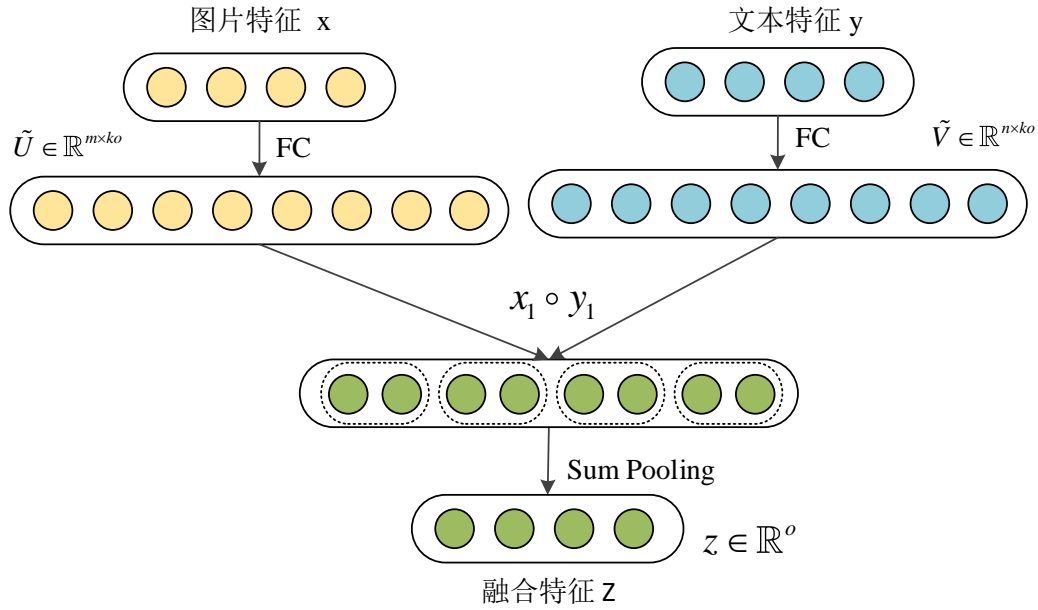 图片特征 x
文本特征 y
Ũ ∈ ℝ^{m×ko}
FC
FC
Ṽ ∈ ℝ^{n×ko}
x₁ ∘ y₁
Sum Pooling
z ∈ ℝ^o
融合特征 Z